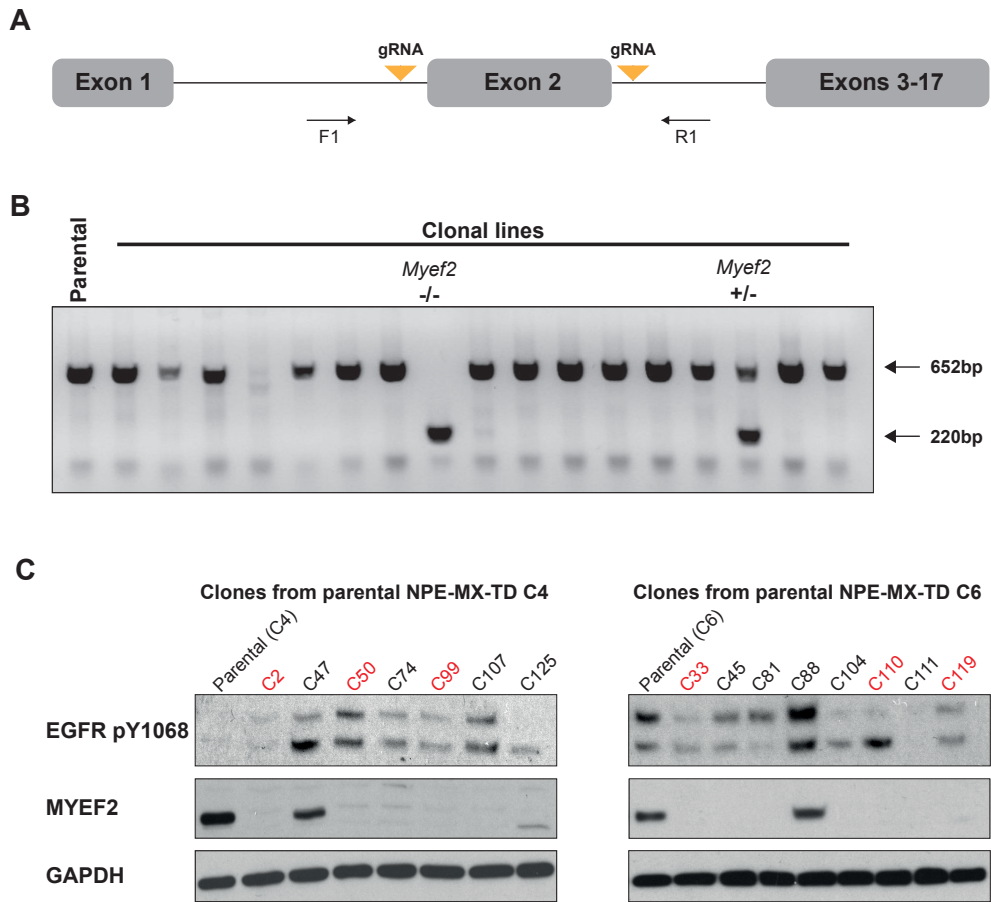 A
gRNA gRNA
Exon 1 Exon 2 Exons 3-17
F1 R1
B
Parental
Clonal lines
Myef2 Myef2
-/- +/-
652bp
220bp
C
Clones from parental NPE-MX-TD C4 Clones from parental NPE-MX-TD C6
Parental (C4) C2 C47 C50 C74 C99 C107 C125 Parental (C6) C33 C45 C81 C88 C104 C110 C111 C119
EGFR pY1068
MYEF2
GAPDH